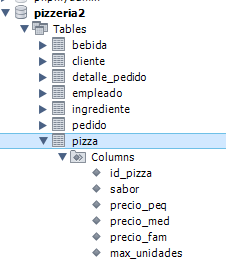 pizzeria2
Tables
bebida
cliente
detalle_pedido
empleado
ingrediente
pedido
pizza
Columns
id_pizza
sabor
precio_peq
precio_med
precio_fam
max_unidades